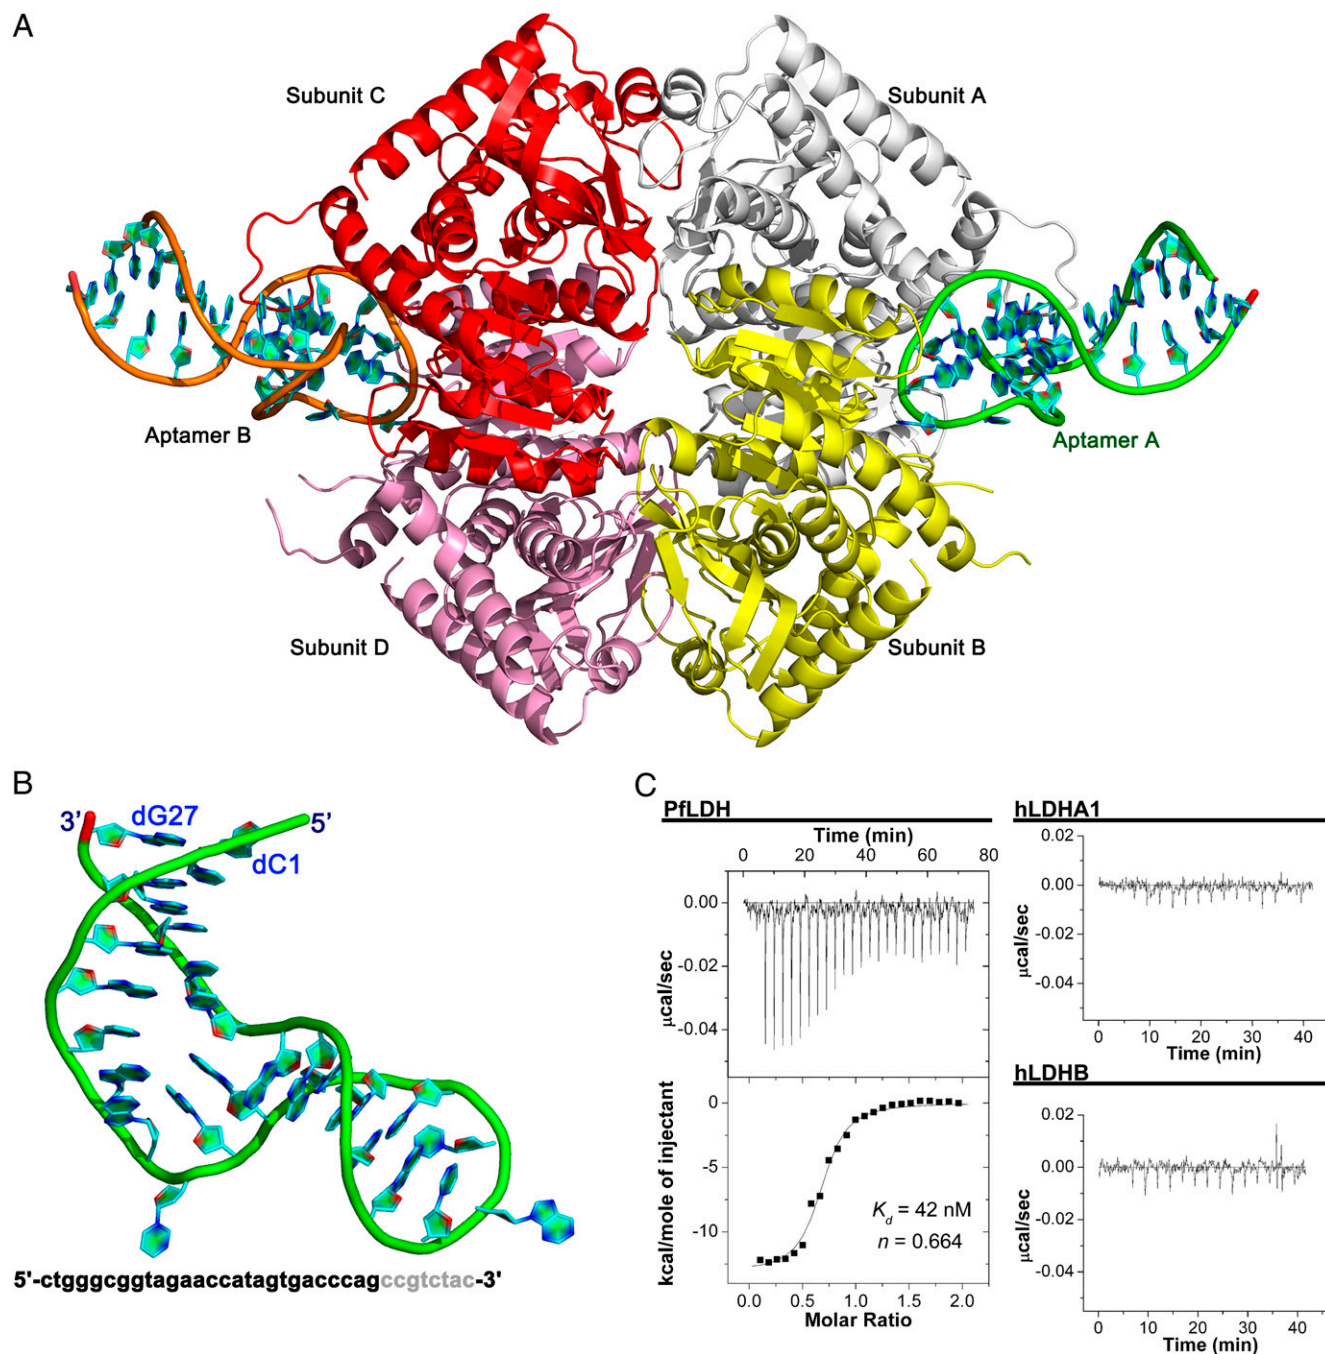 A
Subunit C
Subunit A
Aptamer B
Aptamer A
Subunit D
Subunit B
B
3'
dG27
5'
dC1
5'-ctgggcggtagaaccatagtgacccagccgtctac-3'
C
PfLDH
Time (min)
0 20 40 60 80
0.00
-0.02
-0.04
µcal/sec
0
-5
-10
kcal/mole of injectant
K_d = 42 nM
n = 0.664
0.0 0.5 1.0 1.5 2.0
Molar Ratio
hLDHA1
0.02
0.00
-0.02
-0.04
µcal/sec
0 10 20 30 40
Time (min)
hLDHB
0.02
0.00
-0.02
-0.04
µcal/sec
0 10 20 30 40
Time (min)